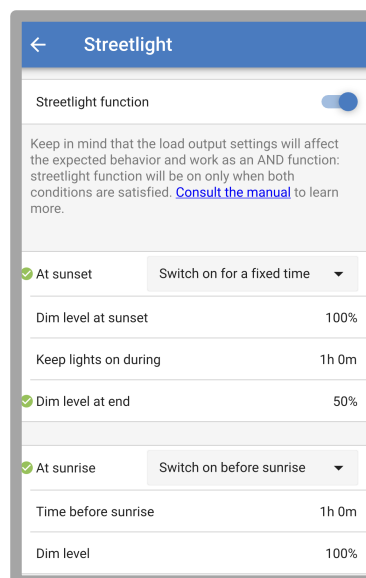 Streetlight
Streetlight function
Keep in mind that the load output settings will affect
the expected behavior and work as an AND function:
streetlight function will be on only when both
conditions are satisfied. Consult the manual to learn
more.
At sunset Switch on for a fixed time
Dim level at sunset 100%
Keep lights on during 1h 0m
Dim level at end 50%
At sunrise Switch on before sunrise
Time before sunrise 1h 0m
Dim level 100%